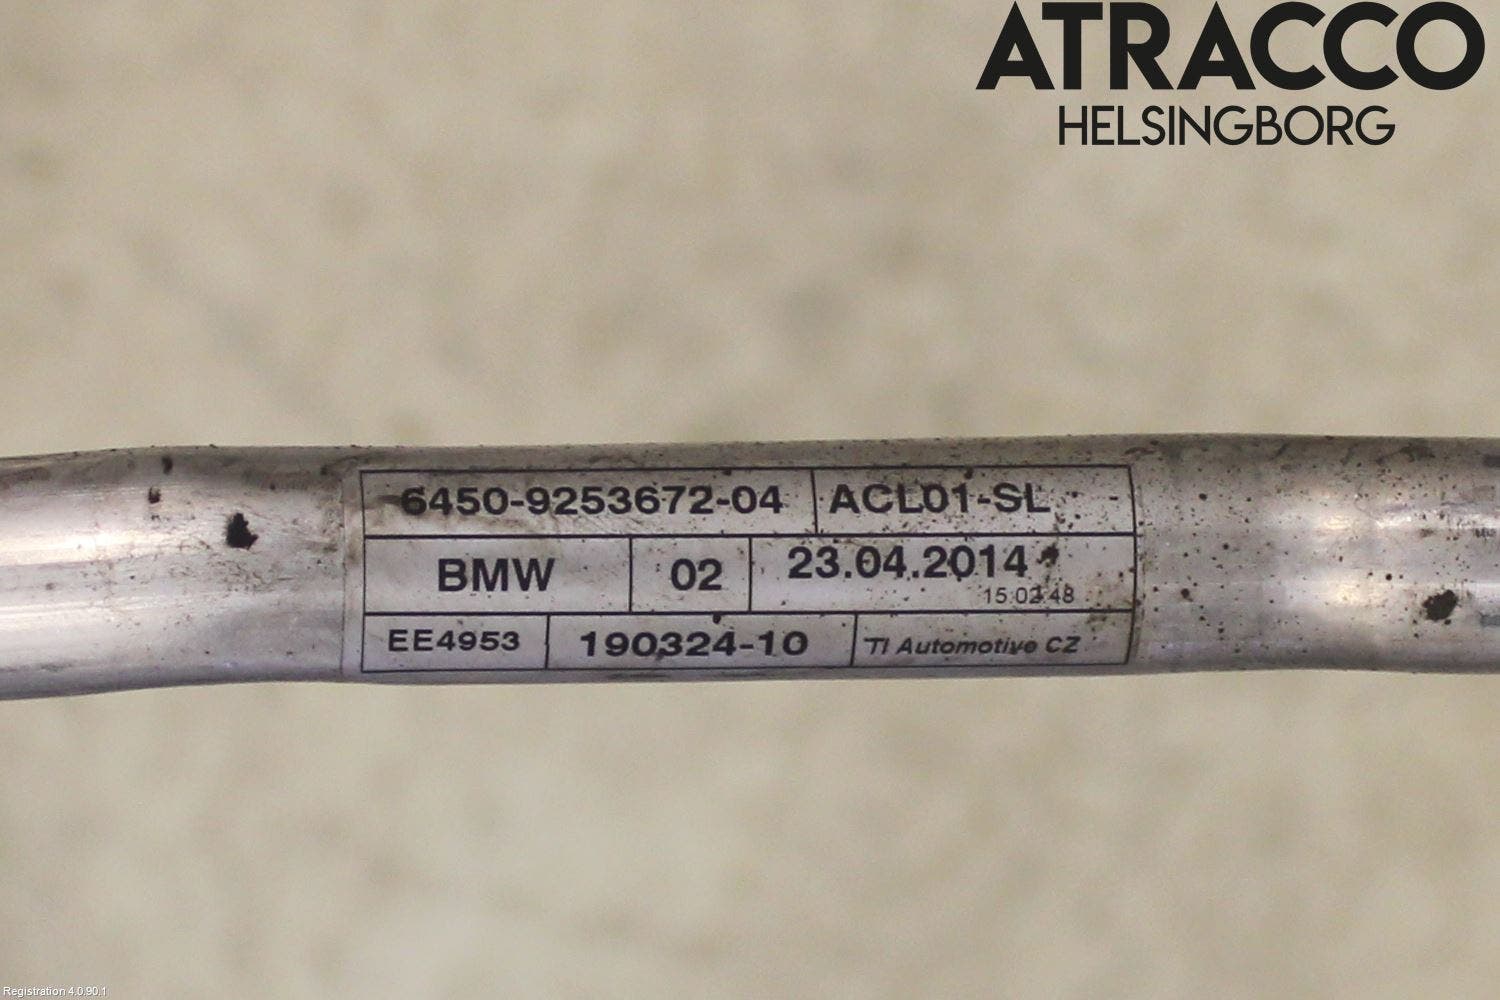 ATRACCO
HELSINGBORG
6450-9253672-04 ACL01-SL
BMW 02 23.04.2014
15:02:48
EE4953 190324-10 TI Automotive CZ
Registration 4.0.90.1